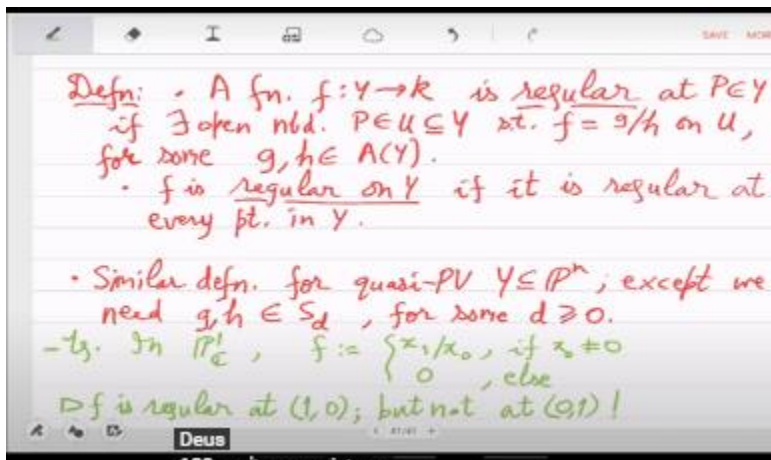 SAVE MORE
Defn: · A fn. f: Y→k is regular at P∈Y
if ∃ open nbd. P∈U⊆Y s.t. f = g/h on U,
for some g,h ∈ A(Y).
· f is regular on Y if it is regular at
every pt. in Y.
· Similar defn. for quasi-PV Y⊆ℙⁿ, except we
need g,h ∈ S_d, for some d ≥ 0.
- Eg. In ℙ¹_ℂ, f := { x₁/x₀, if x₀ ≠ 0
0, else
▷ f is regular at (1,0); but not at (0,1)!
Deus